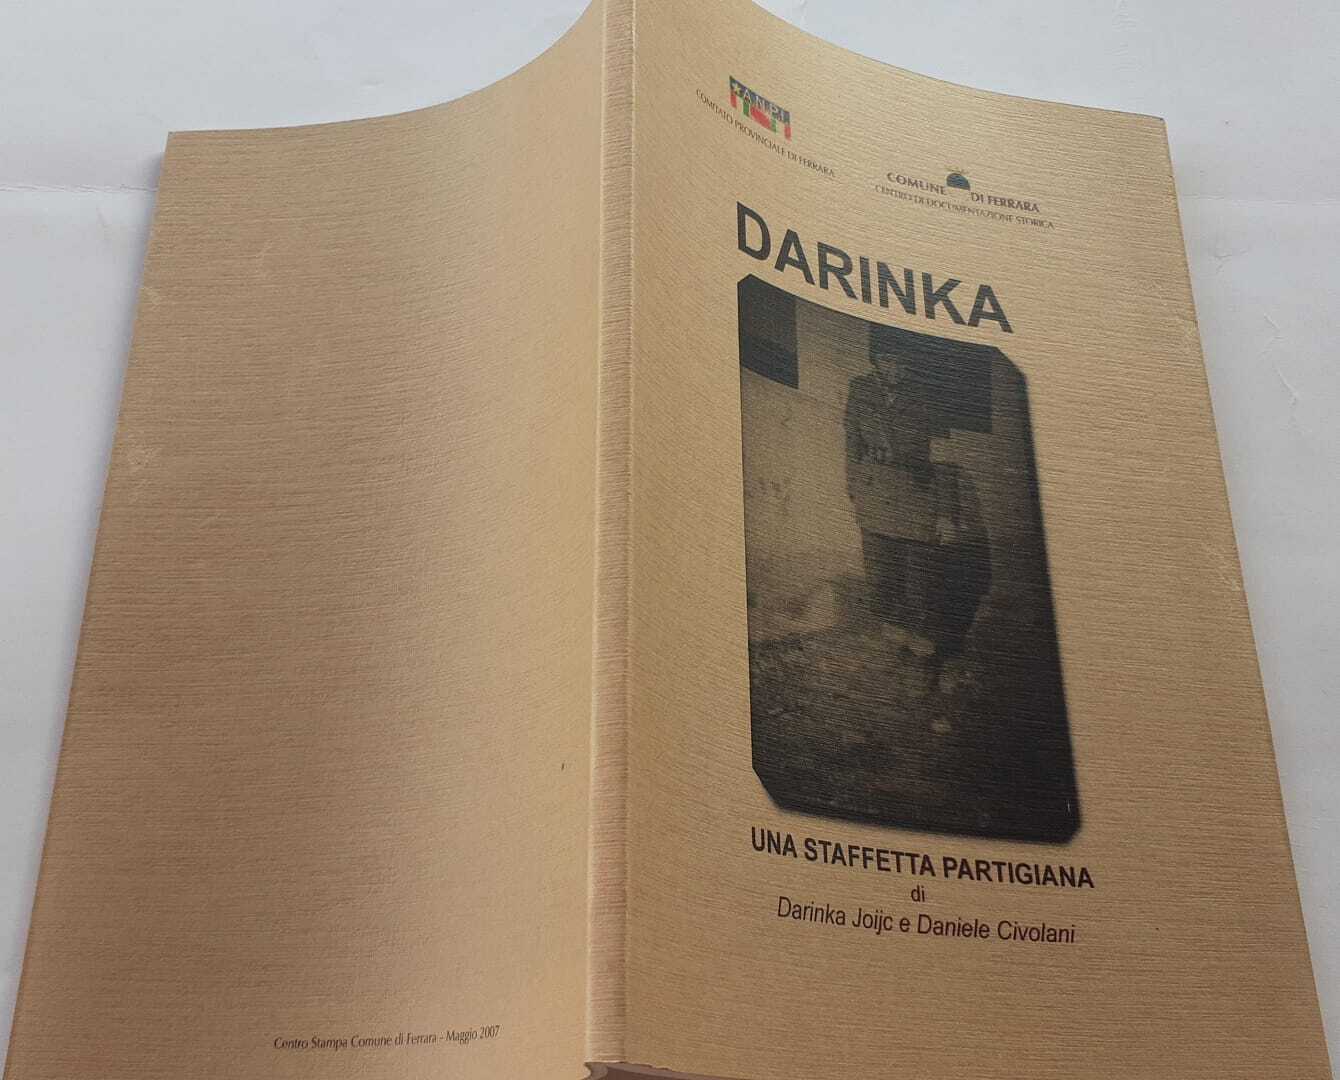 A.N.P.I
COMITATO PROVINCIALE DI FERRARA
COMUNE DI FERRARA
CENTRO DI DOCUMENTAZIONE STORICA
DARINKA
UNA STAFFETTA PARTIGIANA
di
Darinka Joijc e Daniele Civolani
Centro Stampa Comune di Ferrara - Maggio 2007